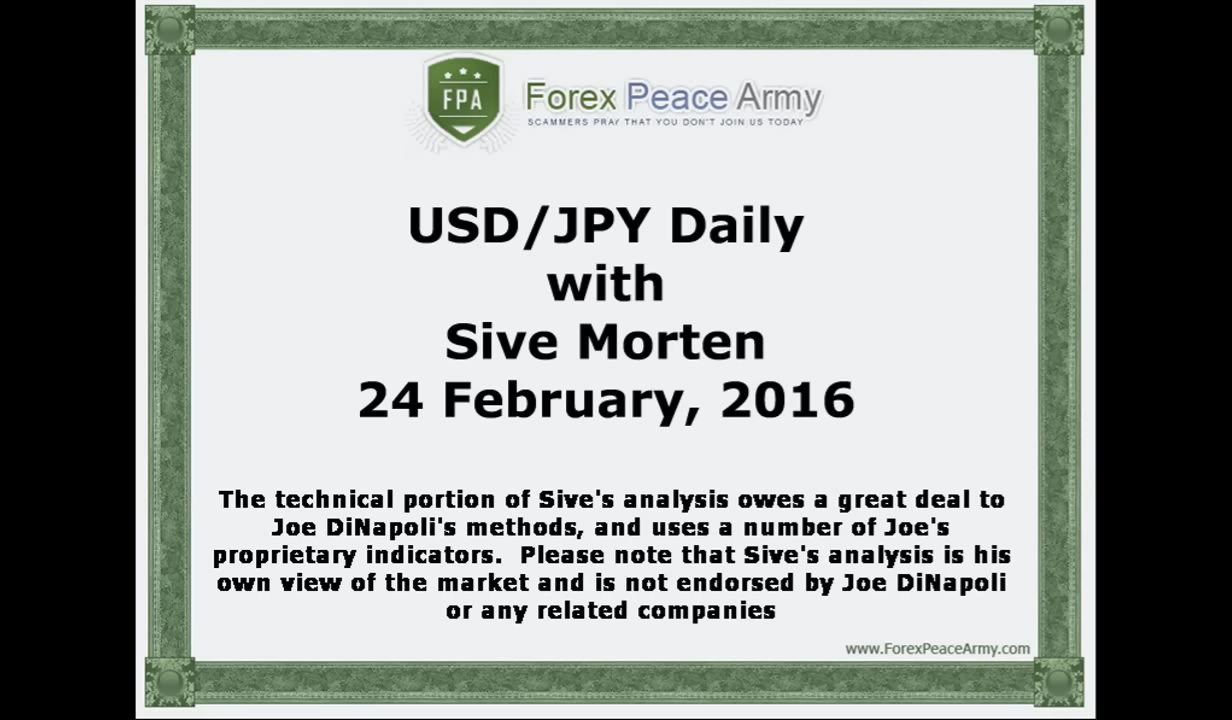 FPA
Forex Peace Army
SCAMMERS PRAY THAT YOU DON'T JOIN US TODAY
USD/JPY Daily
with
Sive Morten
24 February, 2016
The technical portion of Sive's analysis owes a great deal to
Joe DiNapoli's methods, and uses a number of Joe's
proprietary indicators.  Please note that Sive's analysis is his
own view of the market and is not endorsed by Joe DiNapoli
or any related companies
www.ForexPeaceArmy.com